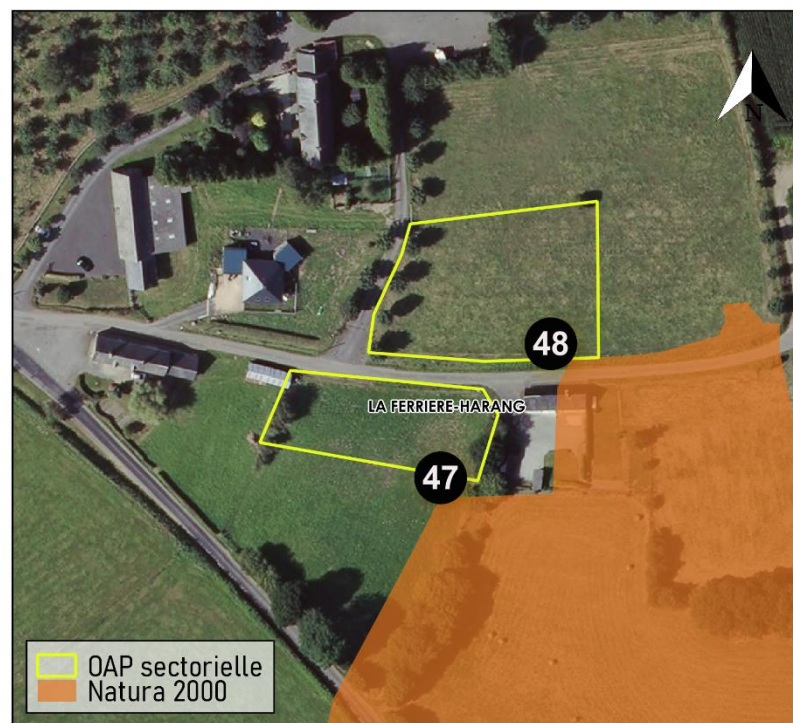 N
48
LA FERRIERE-HARANG
47
OAP sectorielle
Natura 2000